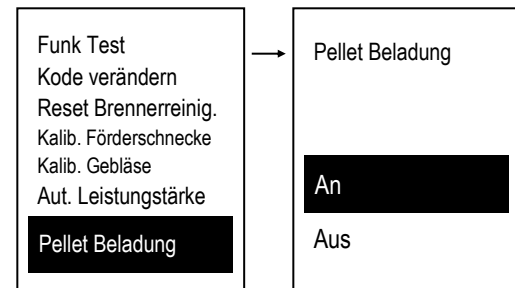 Funk Test
Kode verändern
Reset Brennerreinig.
Kalib. Förderschnecke
Kalib. Gebläse
Aut. Leistungstärke
Pellet Beladung
Pellet Beladung
An
Aus